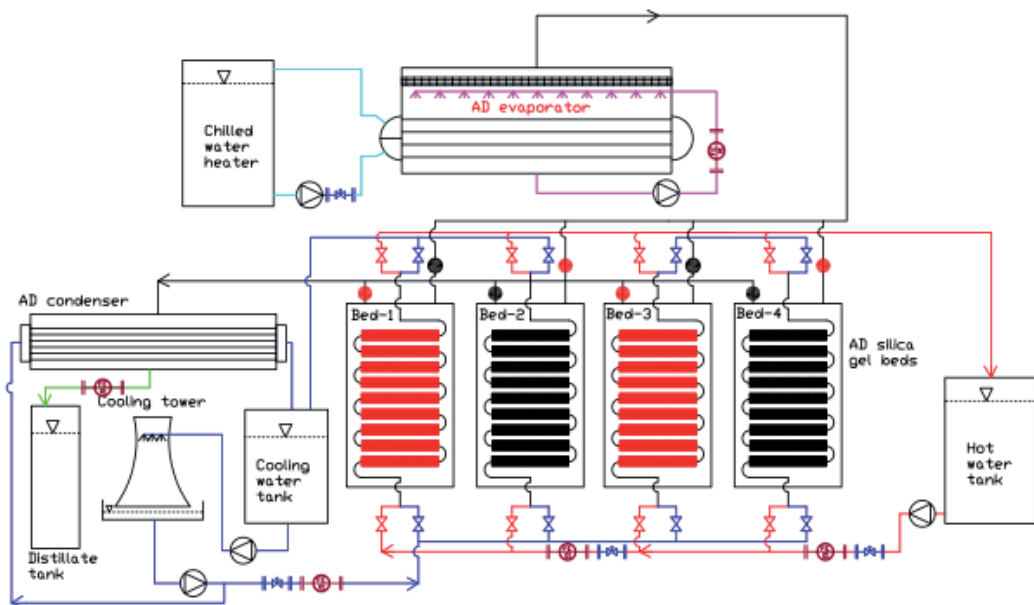 Chilled
water
heater
AD evaporator
AD condenser
Bed-1
Bed-2
Bed-3
Bed-4
AD silica
gel beds
Cooling tower
Cooling
water
tank
Hot
water
tank
Distillate
tank